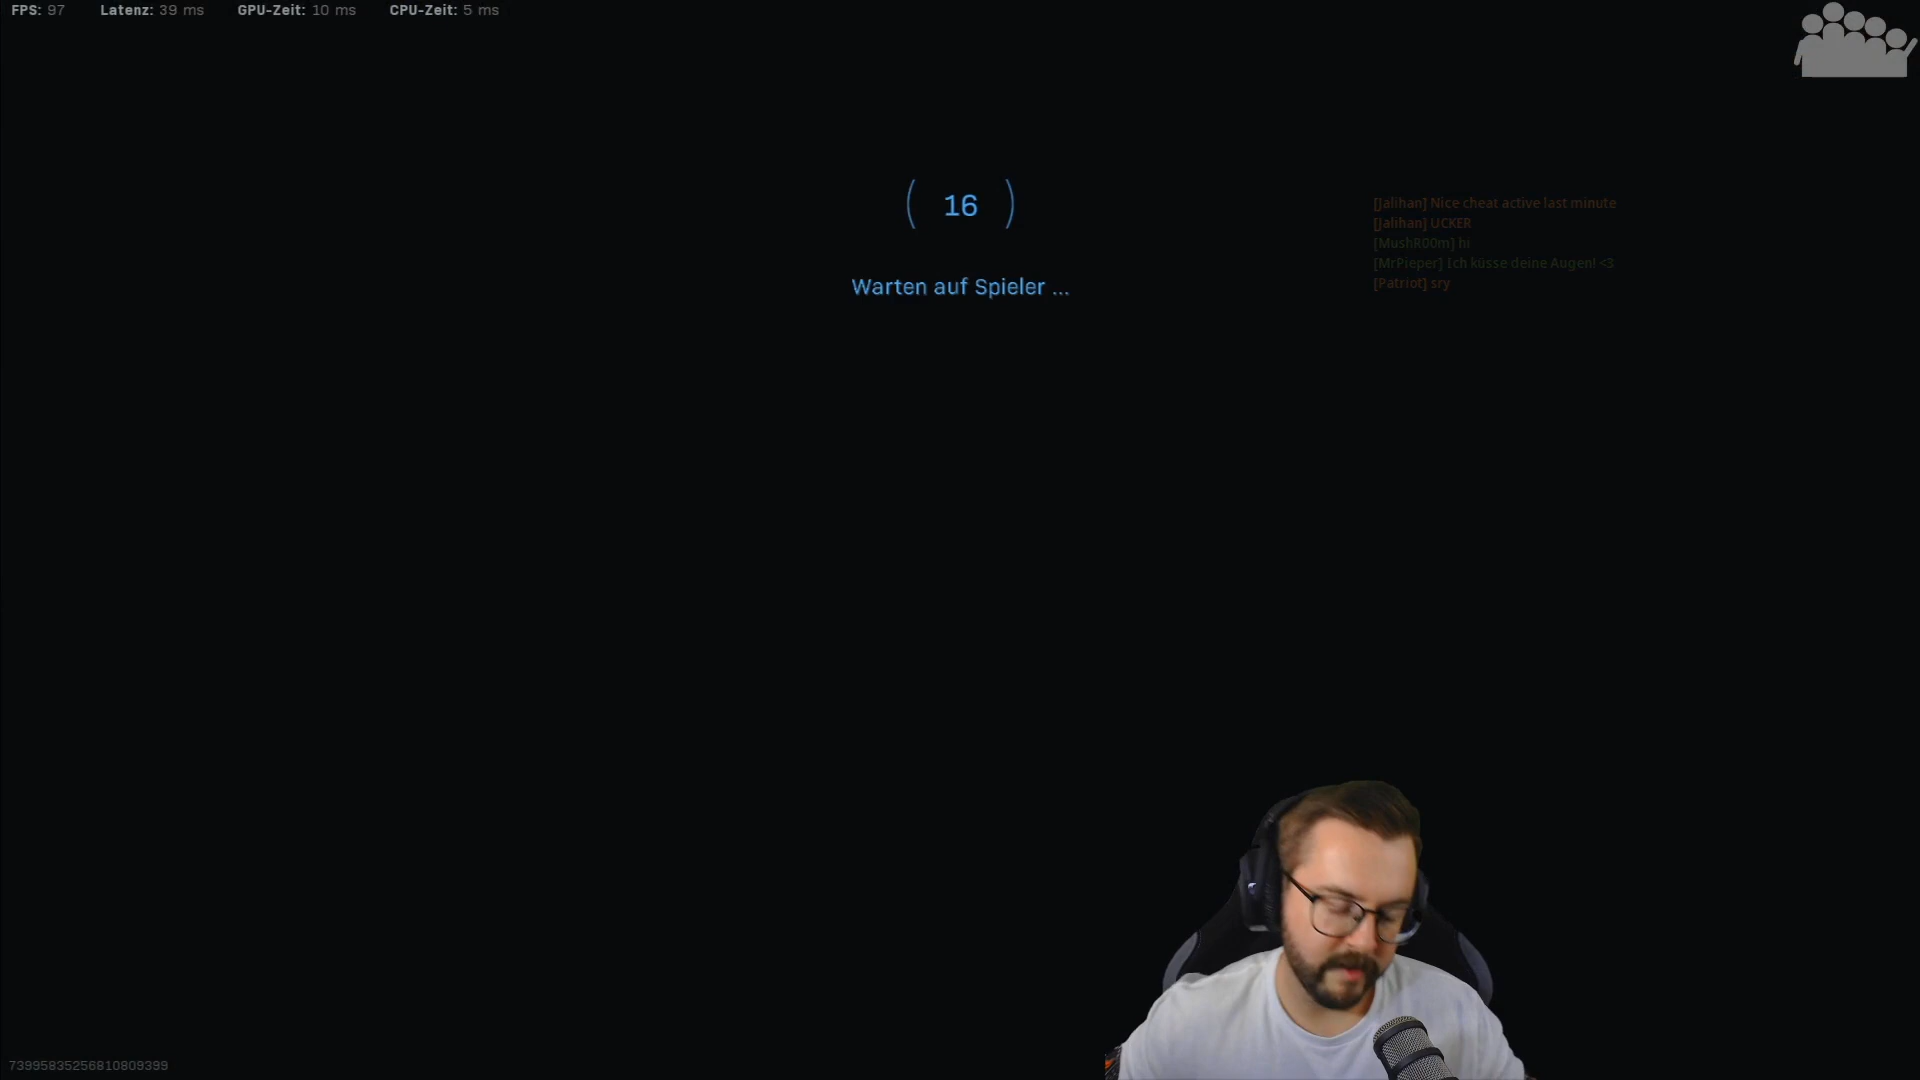 FPS: 97 Latenz: 39 ms GPU-Zeit: 10 ms CPU-Zeit: 5 ms
( 16 )
Warten auf Spieler ...
[Jalihan] Nice cheat active last minute
[Jalihan] UCKER
[MushR00m] hi
[MrPieper] Ich küsse deine Augen! <3
[Patriot] sry
73995835256810809399